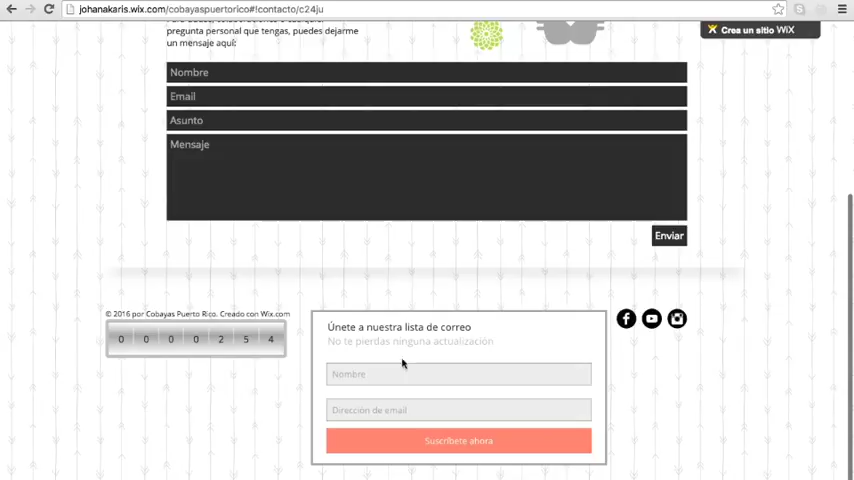 johanakaris.wix.com/cobayaspuertorico#!contacto/c24ju
pregunta personal que tengas, puedes dejarme
un mensaje aquí:
Crea un sitio WiX
Nombre
Email
Asunto
Mensaje
Enviar
© 2016 por Cobayas Puerto Rico. Creado con Wix.com
0 0 0 0 2 5 4
Únete a nuestra lista de correo
No te pierdas ninguna actualización
Nombre
Dirección de email
Suscríbete ahora